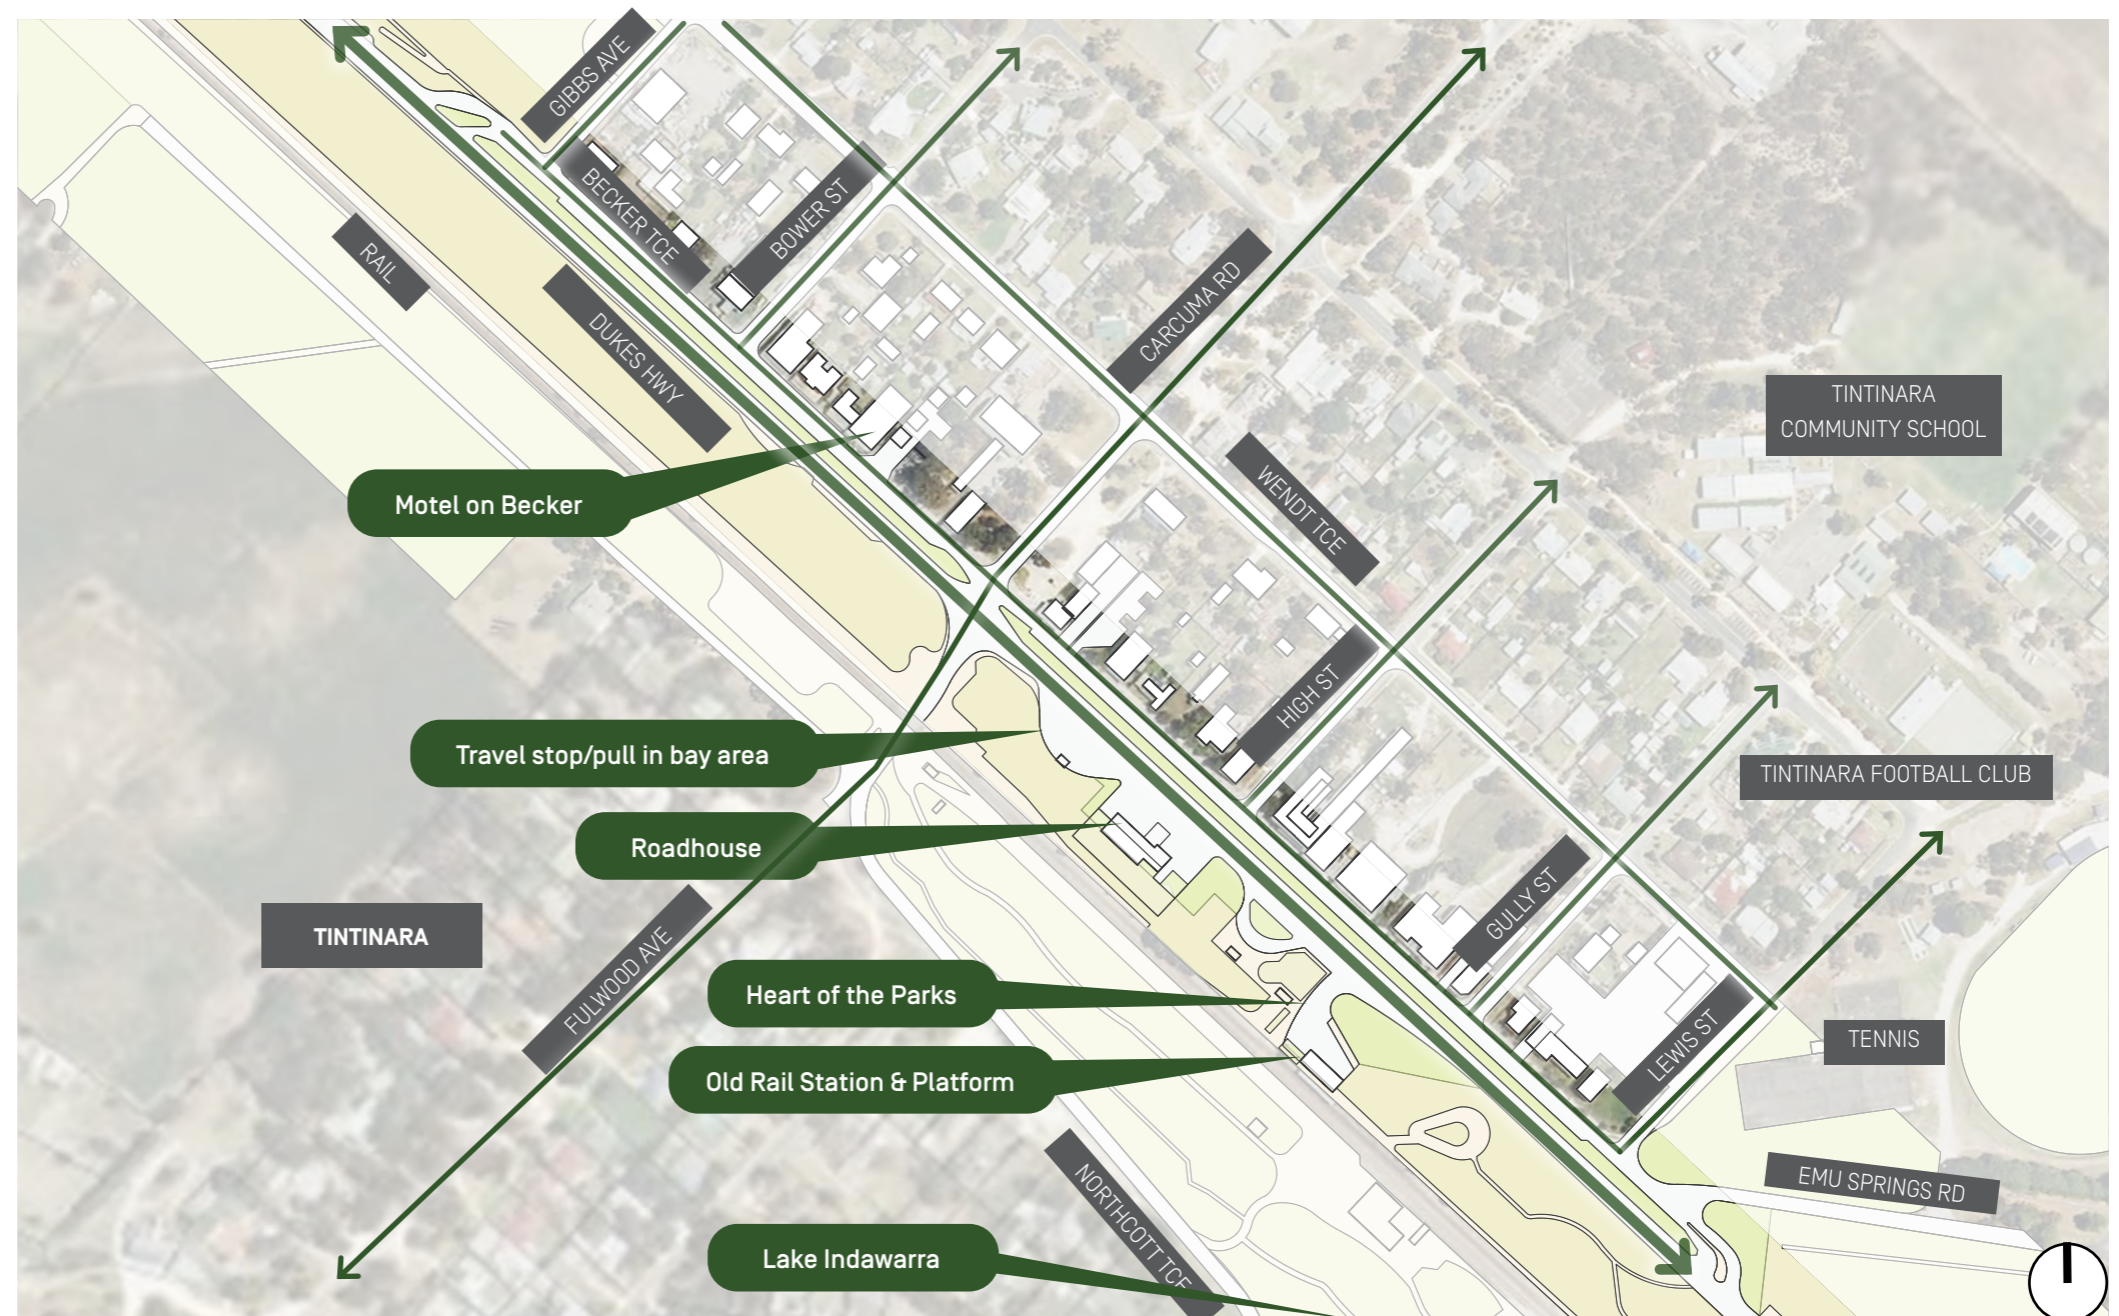 GIBBS AVE
BECKER TCE
BOWER ST
RAIL
DUKES HWY
CARCUMA RD
TINTINARA
COMMUNITY SCHOOL
WENDT TCE
Motel on Becker
HIGH ST
Travel stop/pull in bay area
TINTINARA FOOTBALL CLUB
Roadhouse
GULLY ST
TINTINARA
FULWOOD AVE
Heart of the Parks
LEWIS ST
TENNIS
Old Rail Station & Platform
EMU SPRINGS RD
NORTHCOTT TCE
Lake Indawarra